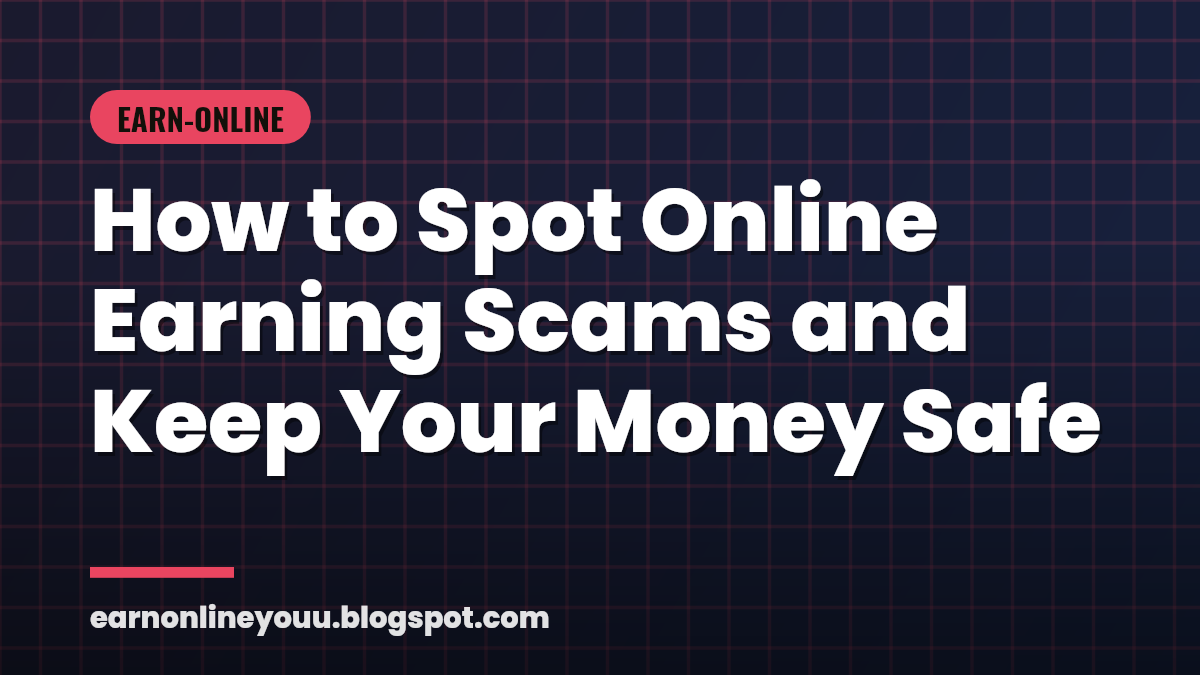 EARN-ONLINE
How to Spot Online
Earning Scams and
Keep Your Money Safe
earnonlineyouu.blogspot.com